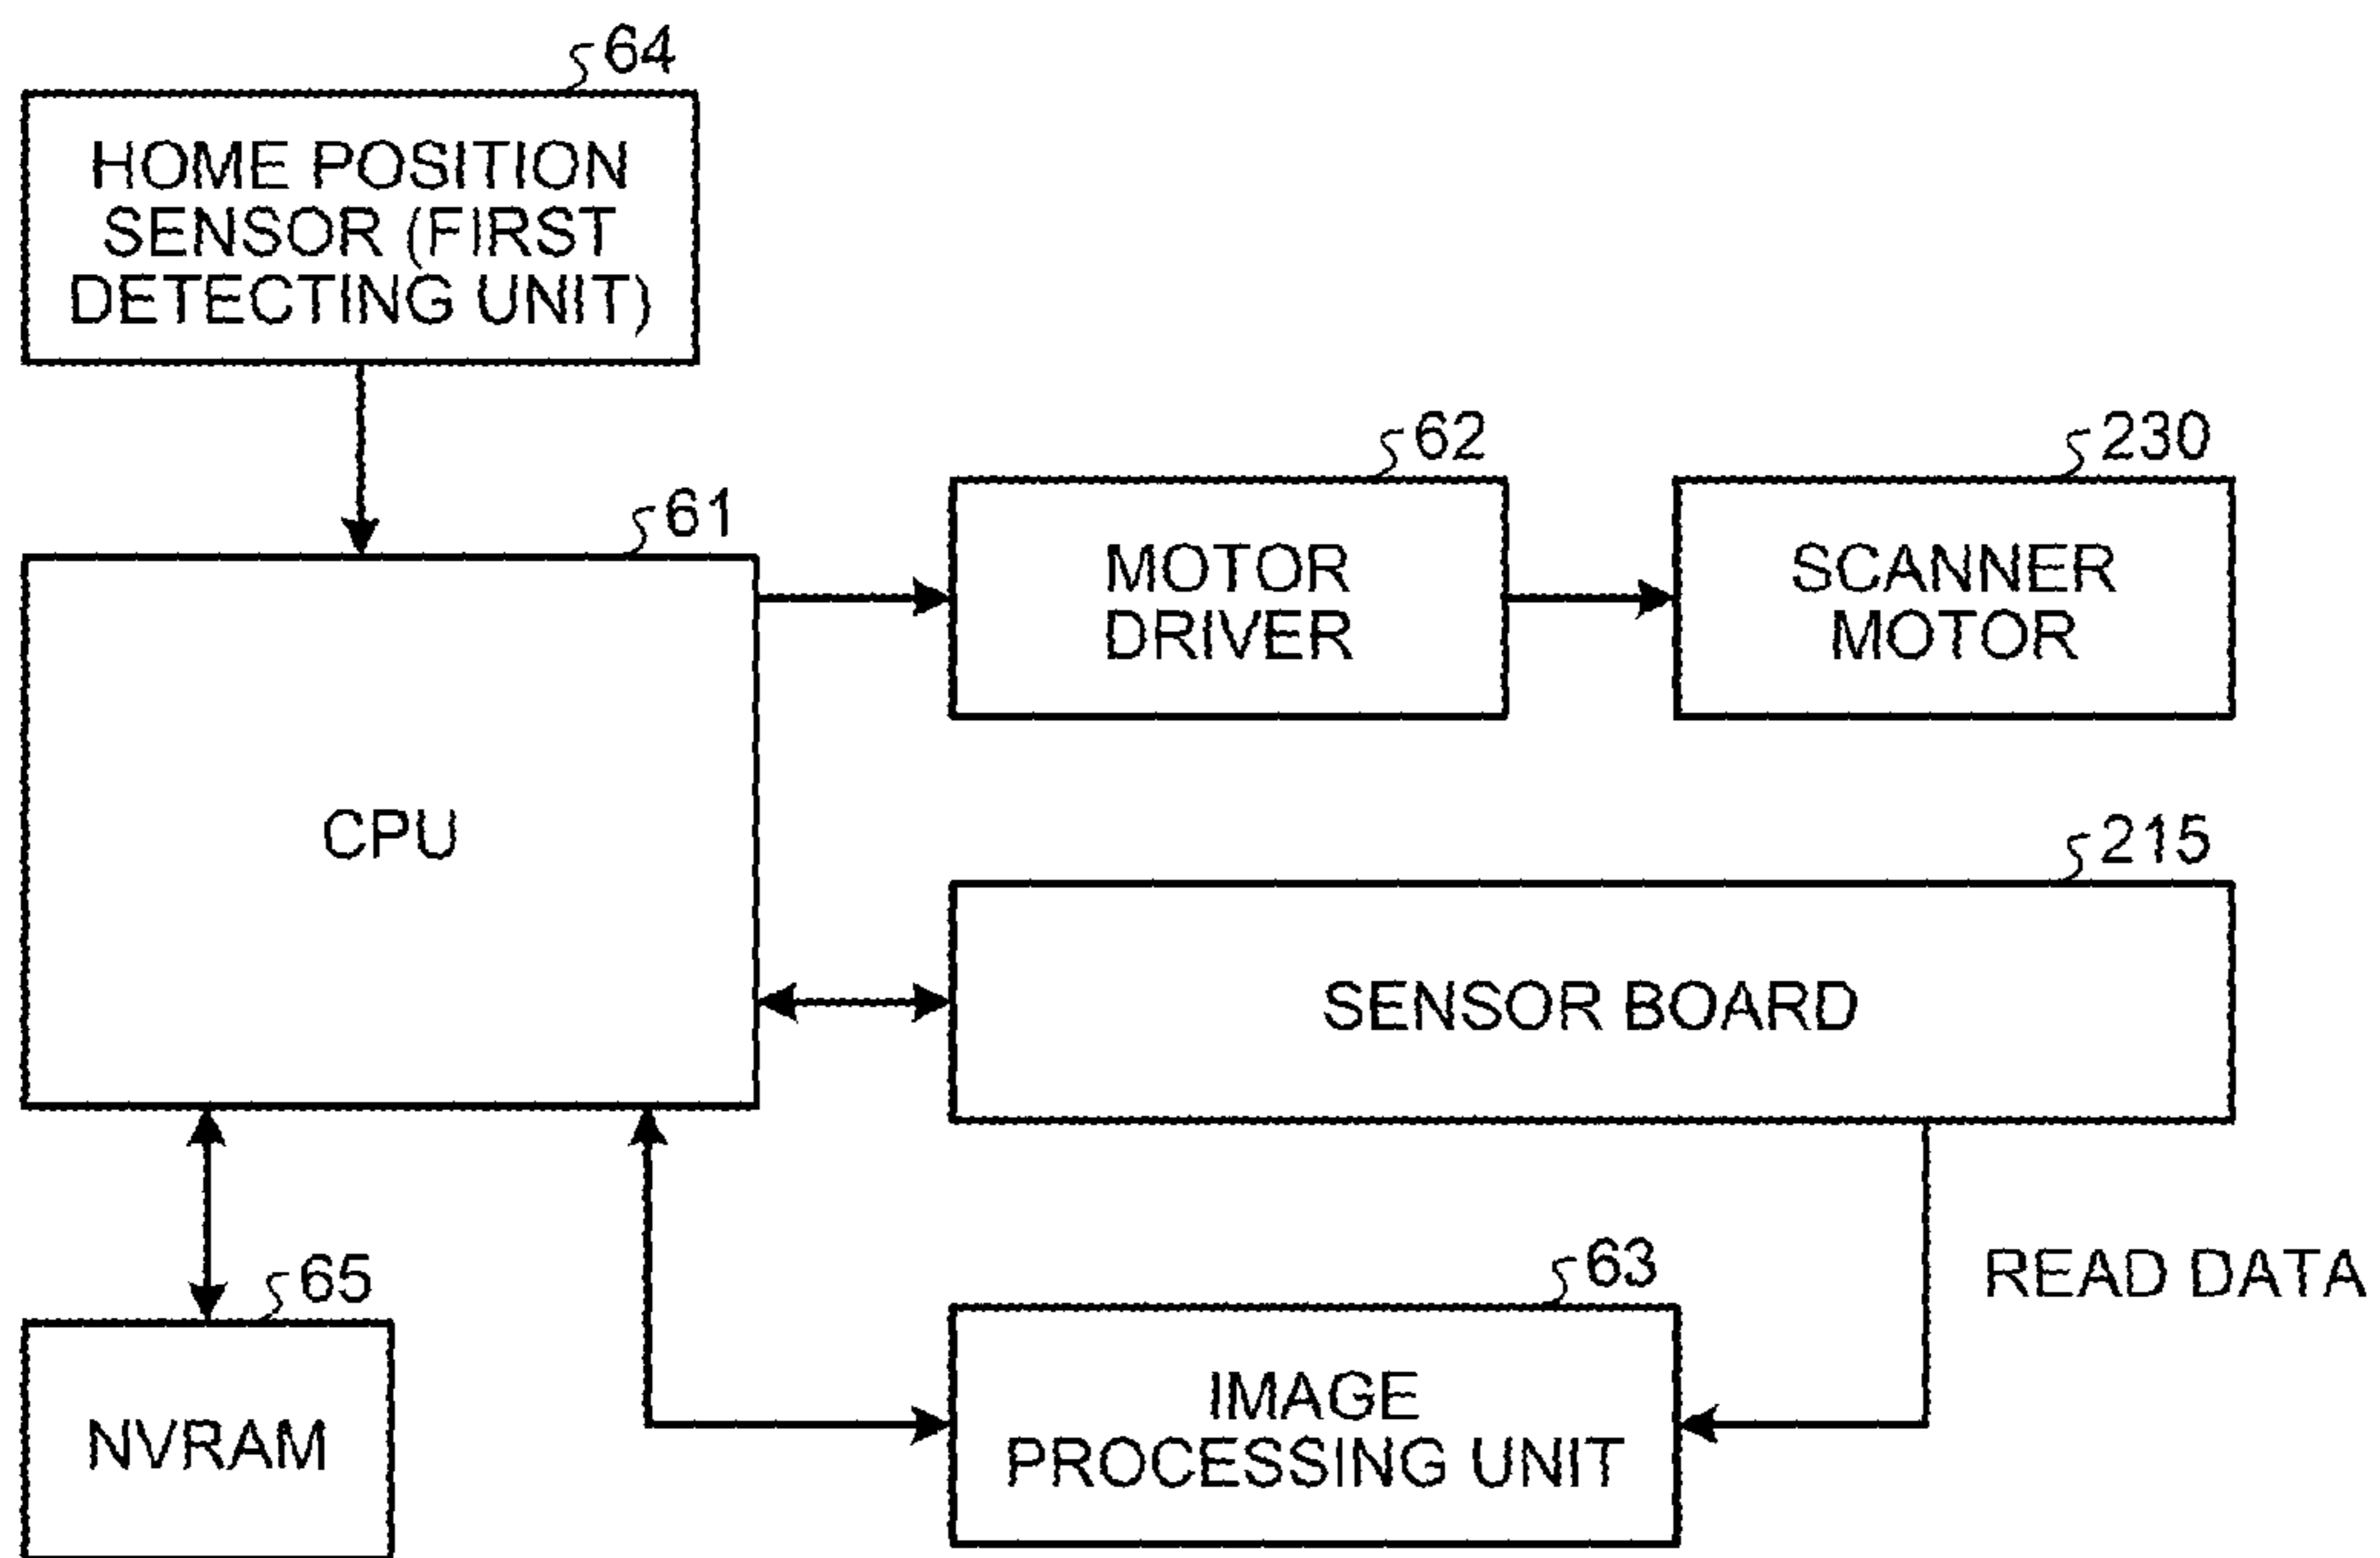 64
HOME POSITION
SENSOR (FIRST
DETECTING UNIT)
61
CPU
62
MOTOR
DRIVER
230
SCANNER
MOTOR
215
SENSOR BOARD
READ DATA
65
NVRAM
63
IMAGE
PROCESSING UNIT